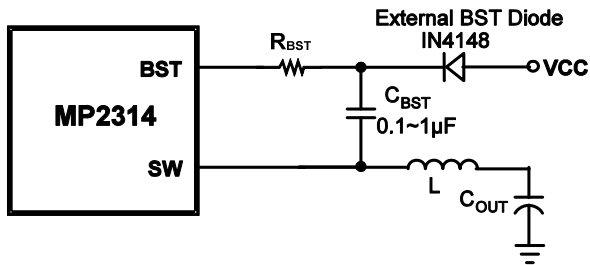 External BST Diode
IN4148
RBST
BST
VCC
CBST
0.1~1µF
MP2314
SW
L
COUT